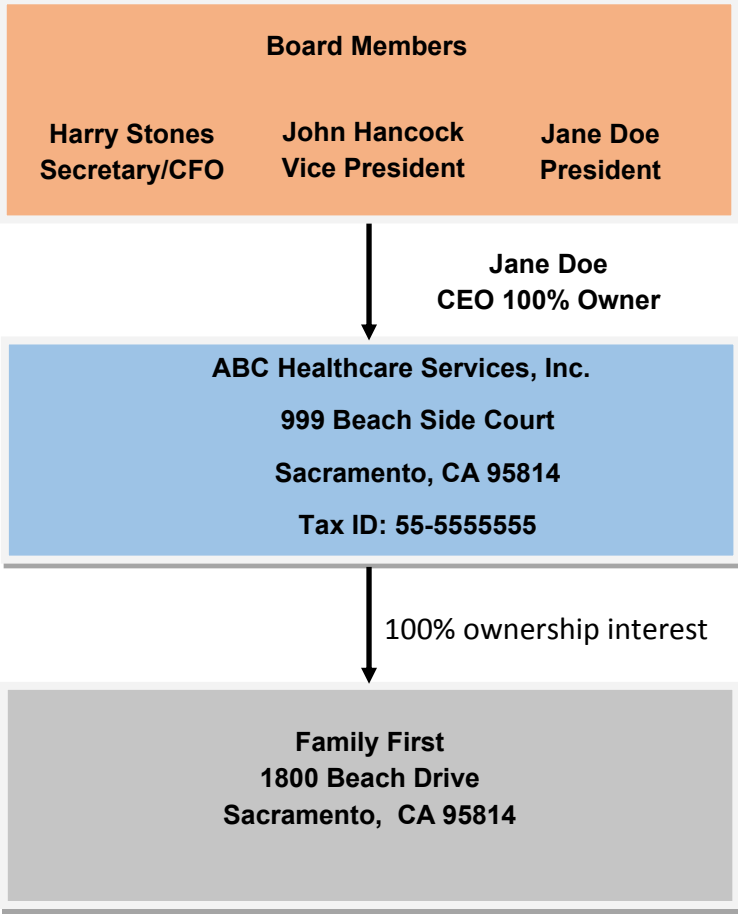 Board Members
Harry Stones
Secretary/CFO
John Hancock
Vice President
Jane Doe
President
Jane Doe
CEO 100% Owner
ABC Healthcare Services, Inc.
999 Beach Side Court
Sacramento, CA 95814
Tax ID: 55-5555555
100% ownership interest
Family First
1800 Beach Drive
Sacramento,  CA 95814